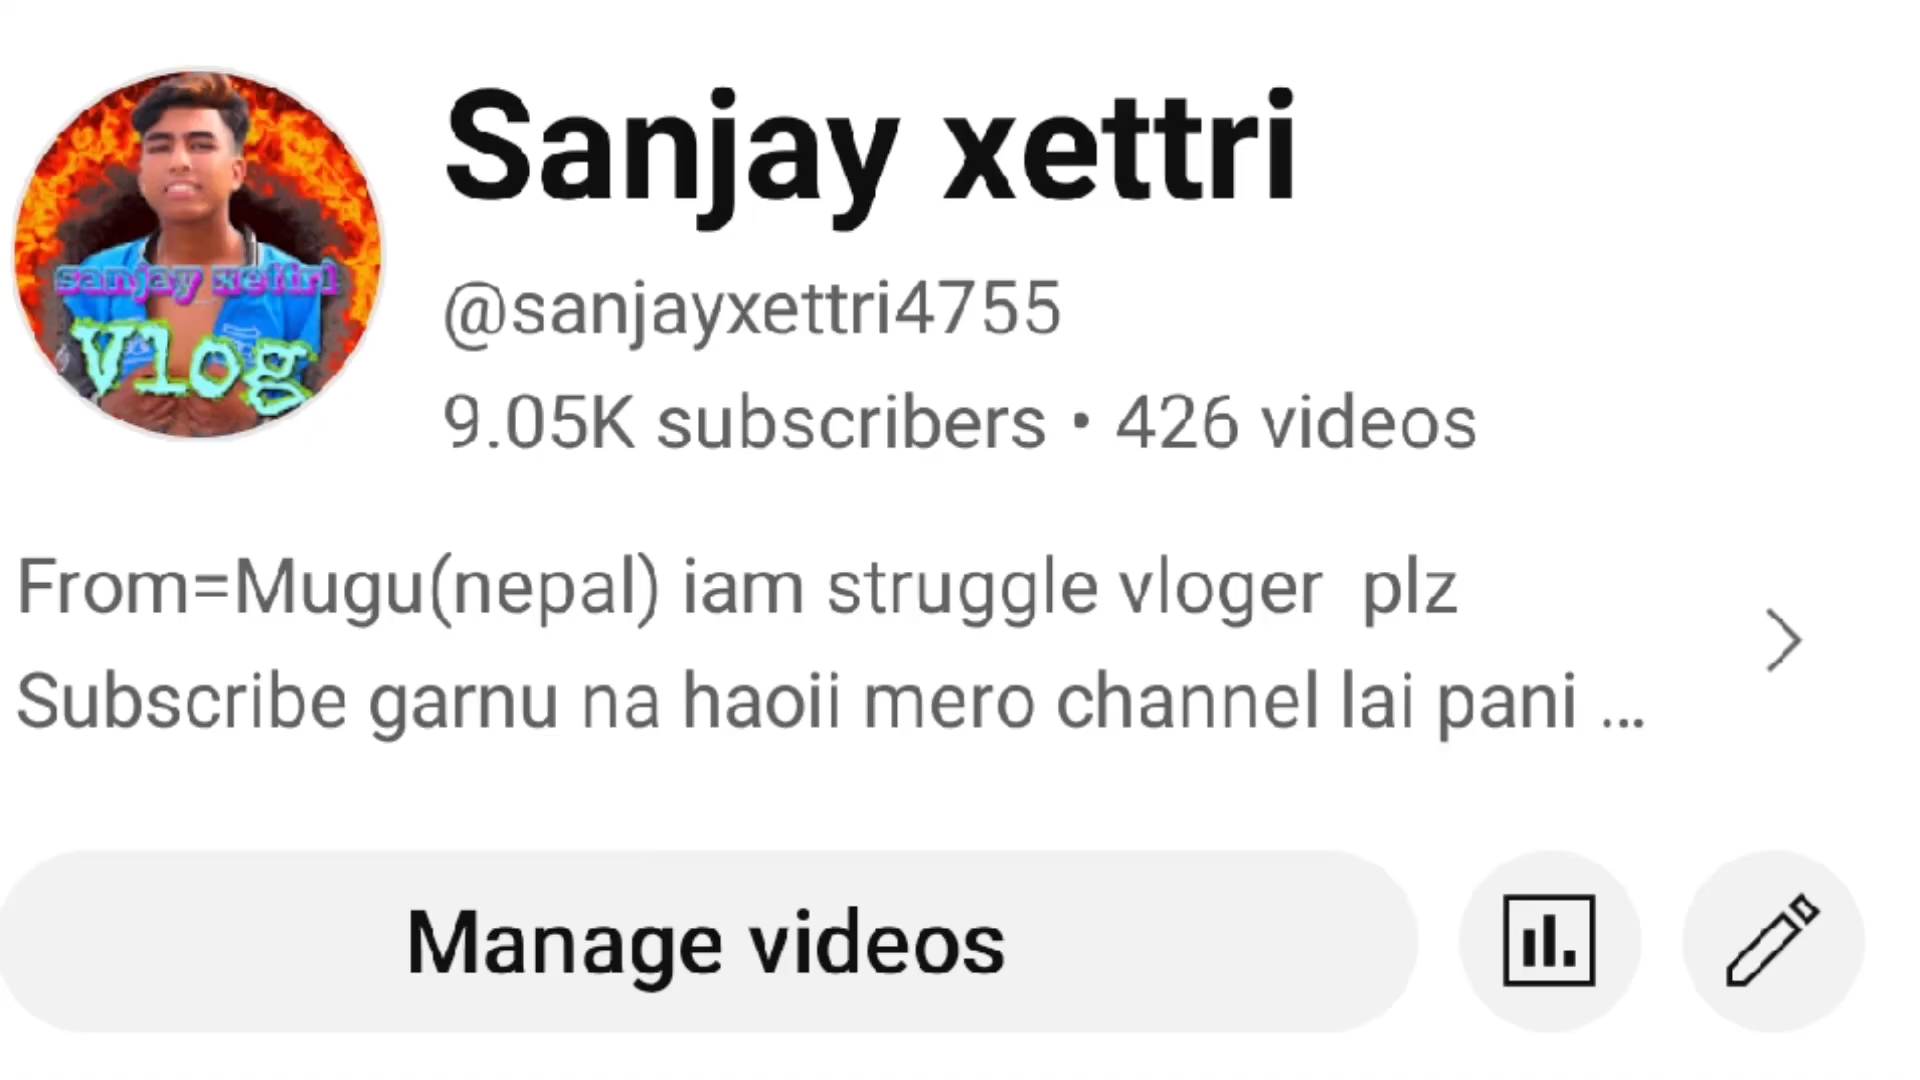 sanjay xettri
Vlog
Sanjay xettri
@sanjayxettri4755
9.05K subscribers • 426 videos
From=Mugu(nepal) iam struggle vloger  plz
Subscribe garnu na haoii mero channel lai pani ...
Manage videos